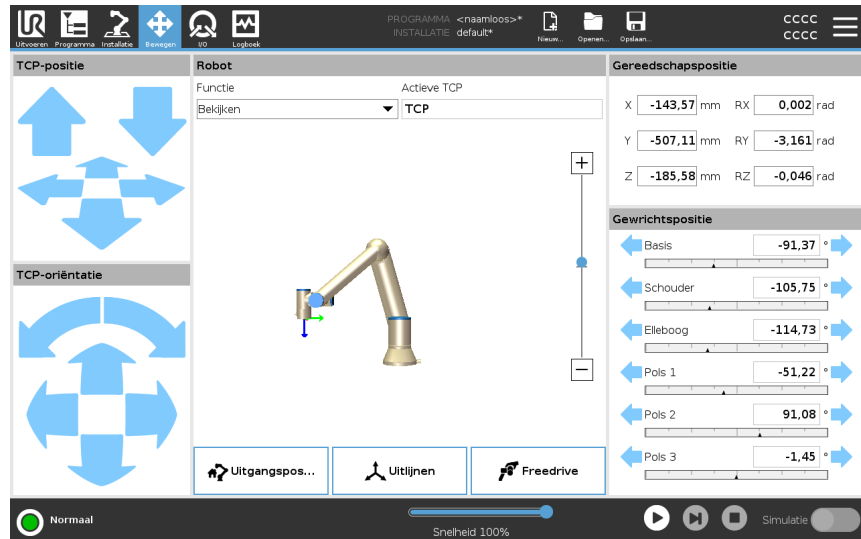 UR
Uitvoeren
Programma
Installatie
Bewegen
I/O
Logboek
PROGRAMMA <naamloos>*
INSTALLATIE default*
Nieuw...
Openen...
Opslaan...
CCCC
CCCC
TCP-positie
Robot
Gereedschapspositie
Functie
Actieve TCP
Bekijken
TCP
X -143,57 mm RX 0,002 rad
Y -507,11 mm RY -3,161 rad
Z -185,58 mm RZ -0,046 rad
Gewrichtspositie
Basis -91,37 °
Schouder -105,75 °
Elleboog -114,73 °
Pols 1 -51,22 °
Pols 2 91,08 °
Pols 3 -1,45 °
TCP-oriëntatie
Uitgangspos...
Uitlijnen
Freedrive
Normaal
Snelheid 100%
Simulatie